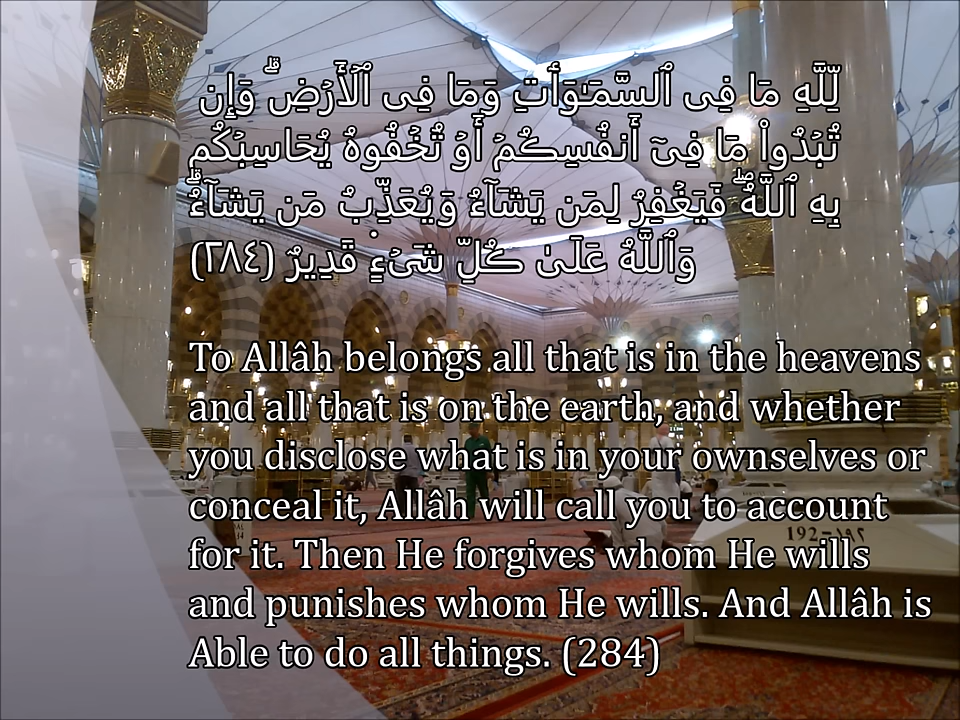 لِّلَّهِ مَا فِى ٱلسَّمَـٰوَٲتِ وَمَا فِى ٱلۡأَرۡضِ‌ۗ وَإِن
تُبۡدُواْ مَا فِىٓ أَنفُسِڪُمۡ أَوۡ تُخۡفُوهُ يُحَاسِبۡكُم
بِهِ ٱللَّهُ‌ۖ فَيَغۡفِرُ لِمَن يَشَآءُ وَيُعَذِّبُ مَن يَشَآءُ‌ۗ
وَٱللَّهُ عَلَىٰ ڪُلِّ شَىۡءٍ۬ قَدِيرٌ (٢٨٤)
To Allâh belongs all that is in the heavens
and all that is on the earth, and whether
you disclose what is in your ownselves or
conceal it, Allâh will call you to account
for it. Then He forgives whom He wills
and punishes whom He wills. And Allâh is
Able to do all things. (284)
192-١٩٢